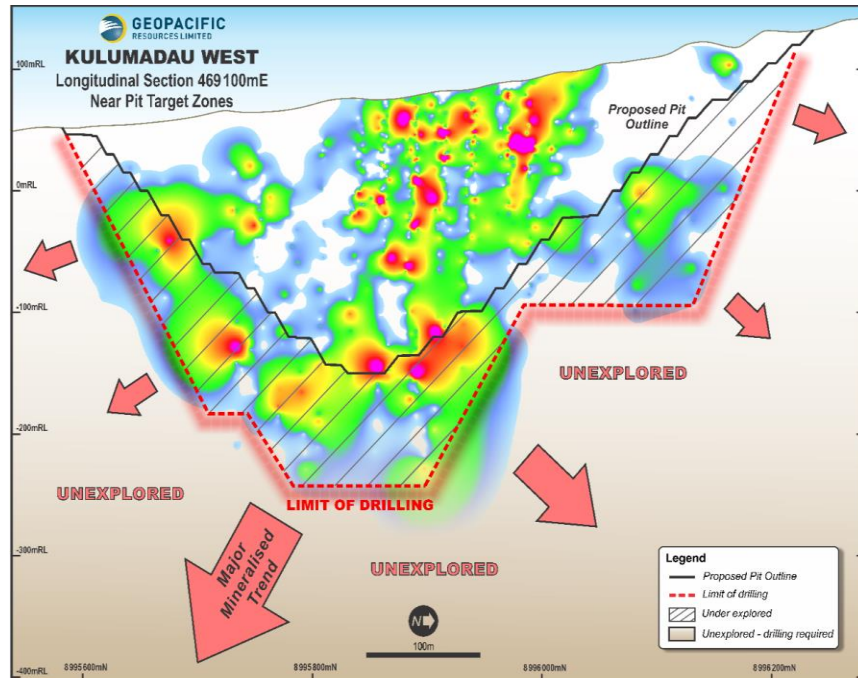 GEOPACIFIC
RESOURCES LIMITED
KULUMADAU WEST
Longitudinal Section 469100mE
Near Pit Target Zones
100mRL
Proposed Pit
Outline
0mRL
-100mRL
UNEXPLORED
-200mRL
UNEXPLORED
LIMIT OF DRILLING
Major
Mineralised
Trend
-300mRL
UNEXPLORED
Legend
Proposed Pit Outline
Limit of drilling
Under explored
Unexplored - drilling required
N
100m
-400mRL
8995600mN
8995800mN
8996000mN
8996200mN